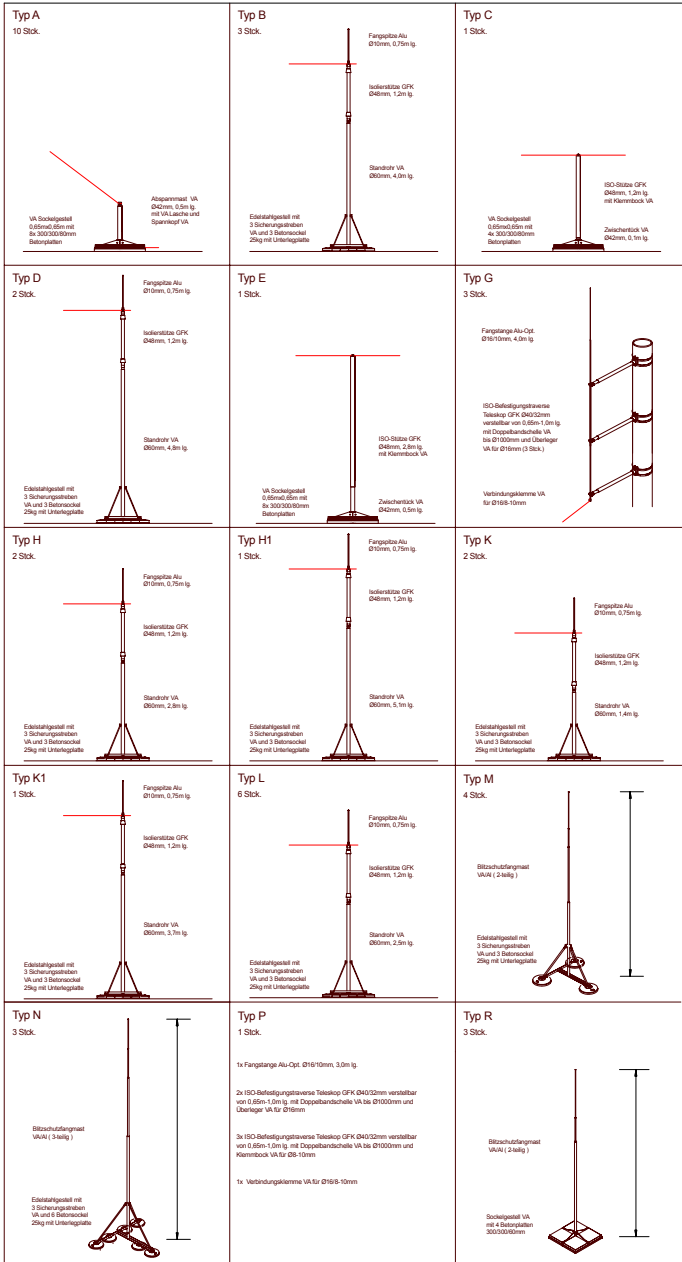 Typ A
10 Stck.
VA Sockelgestell
0,65mx0,65m mit
8x 300/300/80mm
Betonplatten
Abspannmast VA
Ø42mm, 0,5m lg.
mit VA Lasche und
Spannkopf VA
Typ B
3 Stck.
Fangspitze Alu
Ø10mm, 0,75m lg.
Isolierstütze GFK
Ø48mm, 1,2m lg.
Standrohr VA
Ø60mm, 4,0m lg.
Edelstahlgestell mit
3 Sicherungsstreben
VA und 3 Betonsockel
25kg mit Unterlegplatte
Typ C
1 Stck.
ISO-Stütze GFK
Ø48mm, 1,2m lg.
mit Klemmbock VA
VA Sockelgestell
0,65mx0,65m mit
4x 300/300/80mm
Betonplatten
Zwischentück VA
Ø42mm, 0,1m lg.
Typ D
2 Stck.
Fangspitze Alu
Ø10mm, 0,75m lg.
Isolierstütze GFK
Ø48mm, 1,2m lg.
Standrohr VA
Ø60mm, 4,8m lg.
Edelstahlgestell mit
3 Sicherungsstreben
VA und 3 Betonsockel
25kg mit Unterlegplatte
Typ E
1 Stck.
ISO-Stütze GFK
Ø48mm, 2,8m lg.
mit Klemmbock VA
VA Sockelgestell
0,65mx0,65m mit
8x 300/300/80mm
Betonplatten
Zwischentück VA
Ø42mm, 0,5m lg.
Typ G
3 Stck.
Fangstange Alu-Opt.
Ø16/10mm, 4,0m lg.
ISO-Befestigungstraverse
Teleskop GFK Ø40/32mm
verstellbar von 0,65m-1,0m lg.
mit Doppelbandschelle VA
bis Ø1000mm und Überleger
VA für Ø16mm (3 Stck.)
Verbindungsklemme VA
für Ø16/8-10mm
Typ H
2 Stck.
Fangspitze Alu
Ø10mm, 0,75m lg.
Isolierstütze GFK
Ø48mm, 1,2m lg.
Standrohr VA
Ø60mm, 2,8m lg.
Edelstahlgestell mit
3 Sicherungsstreben
VA und 3 Betonsockel
25kg mit Unterlegplatte
Typ H1
1 Stck.
Fangspitze Alu
Ø10mm, 0,75m lg.
Isolierstütze GFK
Ø48mm, 1,2m lg.
Standrohr VA
Ø60mm, 5,1m lg.
Edelstahlgestell mit
3 Sicherungsstreben
VA und 3 Betonsockel
25kg mit Unterlegplatte
Typ K
2 Stck.
Fangspitze Alu
Ø10mm, 0,75m lg.
Isolierstütze GFK
Ø48mm, 1,2m lg.
Standrohr VA
Ø60mm, 1,4m lg.
Edelstahlgestell mit
3 Sicherungsstreben
VA und 3 Betonsockel
25kg mit Unterlegplatte
Typ K1
1 Stck.
Fangspitze Alu
Ø10mm, 0,75m lg.
Isolierstütze GFK
Ø48mm, 1,2m lg.
Standrohr VA
Ø60mm, 3,7m lg.
Edelstahlgestell mit
3 Sicherungsstreben
VA und 3 Betonsockel
25kg mit Unterlegplatte
Typ L
6 Stck.
Fangspitze Alu
Ø10mm, 0,75m lg.
Isolierstütze GFK
Ø48mm, 1,2m lg.
Standrohr VA
Ø60mm, 2,5m lg.
Edelstahlgestell mit
3 Sicherungsstreben
VA und 3 Betonsockel
25kg mit Unterlegplatte
Typ M
4 Stck.
Blitzschutzfangmast
VA/Al ( 2-teilig )
Edelstahlgestell mit
3 Sicherungsstreben
VA und 3 Betonsockel
25kg mit Unterlegplatte
Typ N
3 Stck.
Blitzschutzfangmast
VA/Al ( 3-teilig )
Edelstahlgestell mit
3 Sicherungsstreben
VA und 6 Betonsockel
25kg mit Unterlegplatte
Typ P
1 Stck.
1x Fangstange Alu-Opt. Ø16/10mm, 3,0m lg.
2x ISO-Befestigungstraverse Teleskop GFK Ø40/32mm verstellbar
von 0,65m-1,0m lg. mit Doppelbandschelle VA bis Ø1000mm und
Überleger VA für Ø16mm
3x ISO-Befestigungstraverse Teleskop GFK Ø40/32mm verstellbar
von 0,65m-1,0m lg. mit Doppelbandschelle VA bis Ø1000mm und
Klemmbock VA für Ø8-10mm
1x Verbindungsklemme VA für Ø16/8-10mm
Typ R
3 Stck.
Blitzschutzfangmast
VA/Al ( 2-teilig )
Sockelgestell VA
mit 4 Betonplatten
300/300/60mm